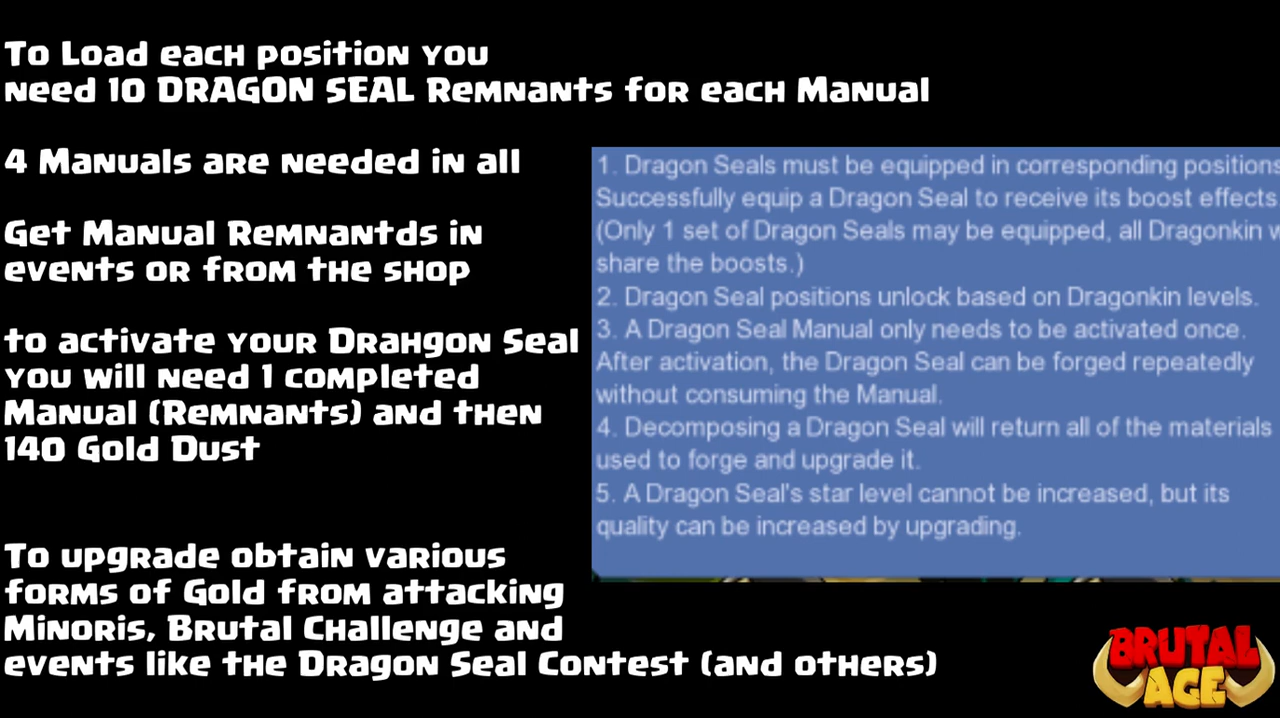 To Load each position you
need 10 DRAGON SEAL Remnants for each Manual
4 Manuals are needed in all
Get Manual Remnantds in
events or from the shop
to activate your Drahgon Seal
you will need 1 completed
Manual (Remnants) and then
140 Gold Dust
To upgrade obtain various
forms of Gold from attacking
Minoris, Brutal Challenge and
events like the Dragon Seal Contest (and others)
1. Dragon Seals must be equipped in corresponding positions
Successfully equip a Dragon Seal to receive its boost effects
(Only 1 set of Dragon Seals may be equipped, all Dragonkin
share the boosts.)
2. Dragon Seal positions unlock based on Dragonkin levels.
3. A Dragon Seal Manual only needs to be activated once.
After activation, the Dragon Seal can be forged repeatedly
without consuming the Manual.
4. Decomposing a Dragon Seal will return all of the materials
used to forge and upgrade it.
5. A Dragon Seal's star level cannot be increased, but its
quality can be increased by upgrading.
BRUTAL
AGE